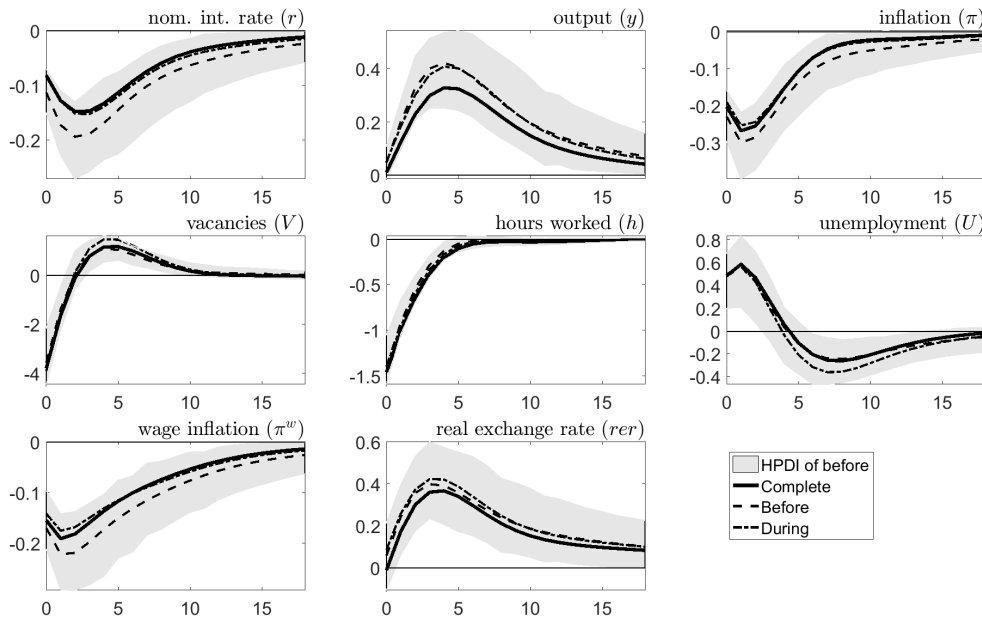 nom. int. rate (r)
0
-0.1
-0.2
0 5 10 15
output (y)
0.4
0.2
0
0 5 10 15
inflation (π)
0
-0.1
-0.2
-0.3
0 5 10 15
vacancies (V)
0
-2
-4
0 5 10 15
hours worked (h)
0
-0.5
-1
-1.5
0 5 10 15
unemployment (U)
0.8
0.6
0.4
0.2
0
-0.2
-0.4
0 5 10 15
wage inflation (π^w)
0
-0.1
-0.2
0 5 10 15
real exchange rate (rer)
0.6
0.4
0.2
0
0 5 10 15
HPDI of before
Complete
Before
During